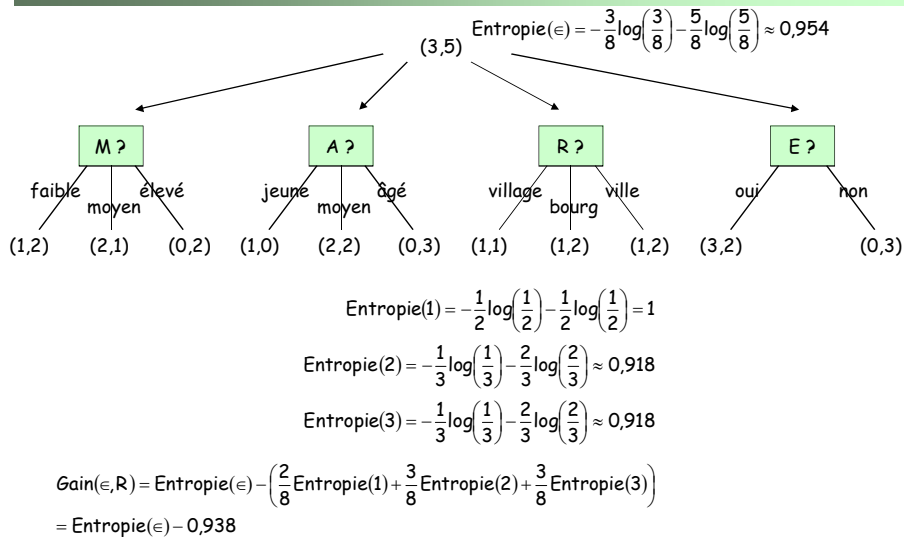 Entropie(∈) = −3/8 log(3/8) − 5/8 log(5/8) ≈ 0,954
(3,5)
M ? A ? R ? E ?
faible moyen élevé jeune moyen âgé village bourg ville oui non
(1,2) (2,1) (0,2) (1,0) (2,2) (0,3) (1,1) (1,2) (1,2) (3,2) (0,3)
Entropie(1) = −1/2 log(1/2) − 1/2 log(1/2) = 1
Entropie(2) = −1/3 log(1/3) − 2/3 log(2/3) ≈ 0,918
Entropie(3) = −1/3 log(1/3) − 2/3 log(2/3) ≈ 0,918
Gain(∈,R) = Entropie(∈) − (2/8 Entropie(1) + 3/8 Entropie(2) + 3/8 Entropie(3))
= Entropie(∈) − 0,938